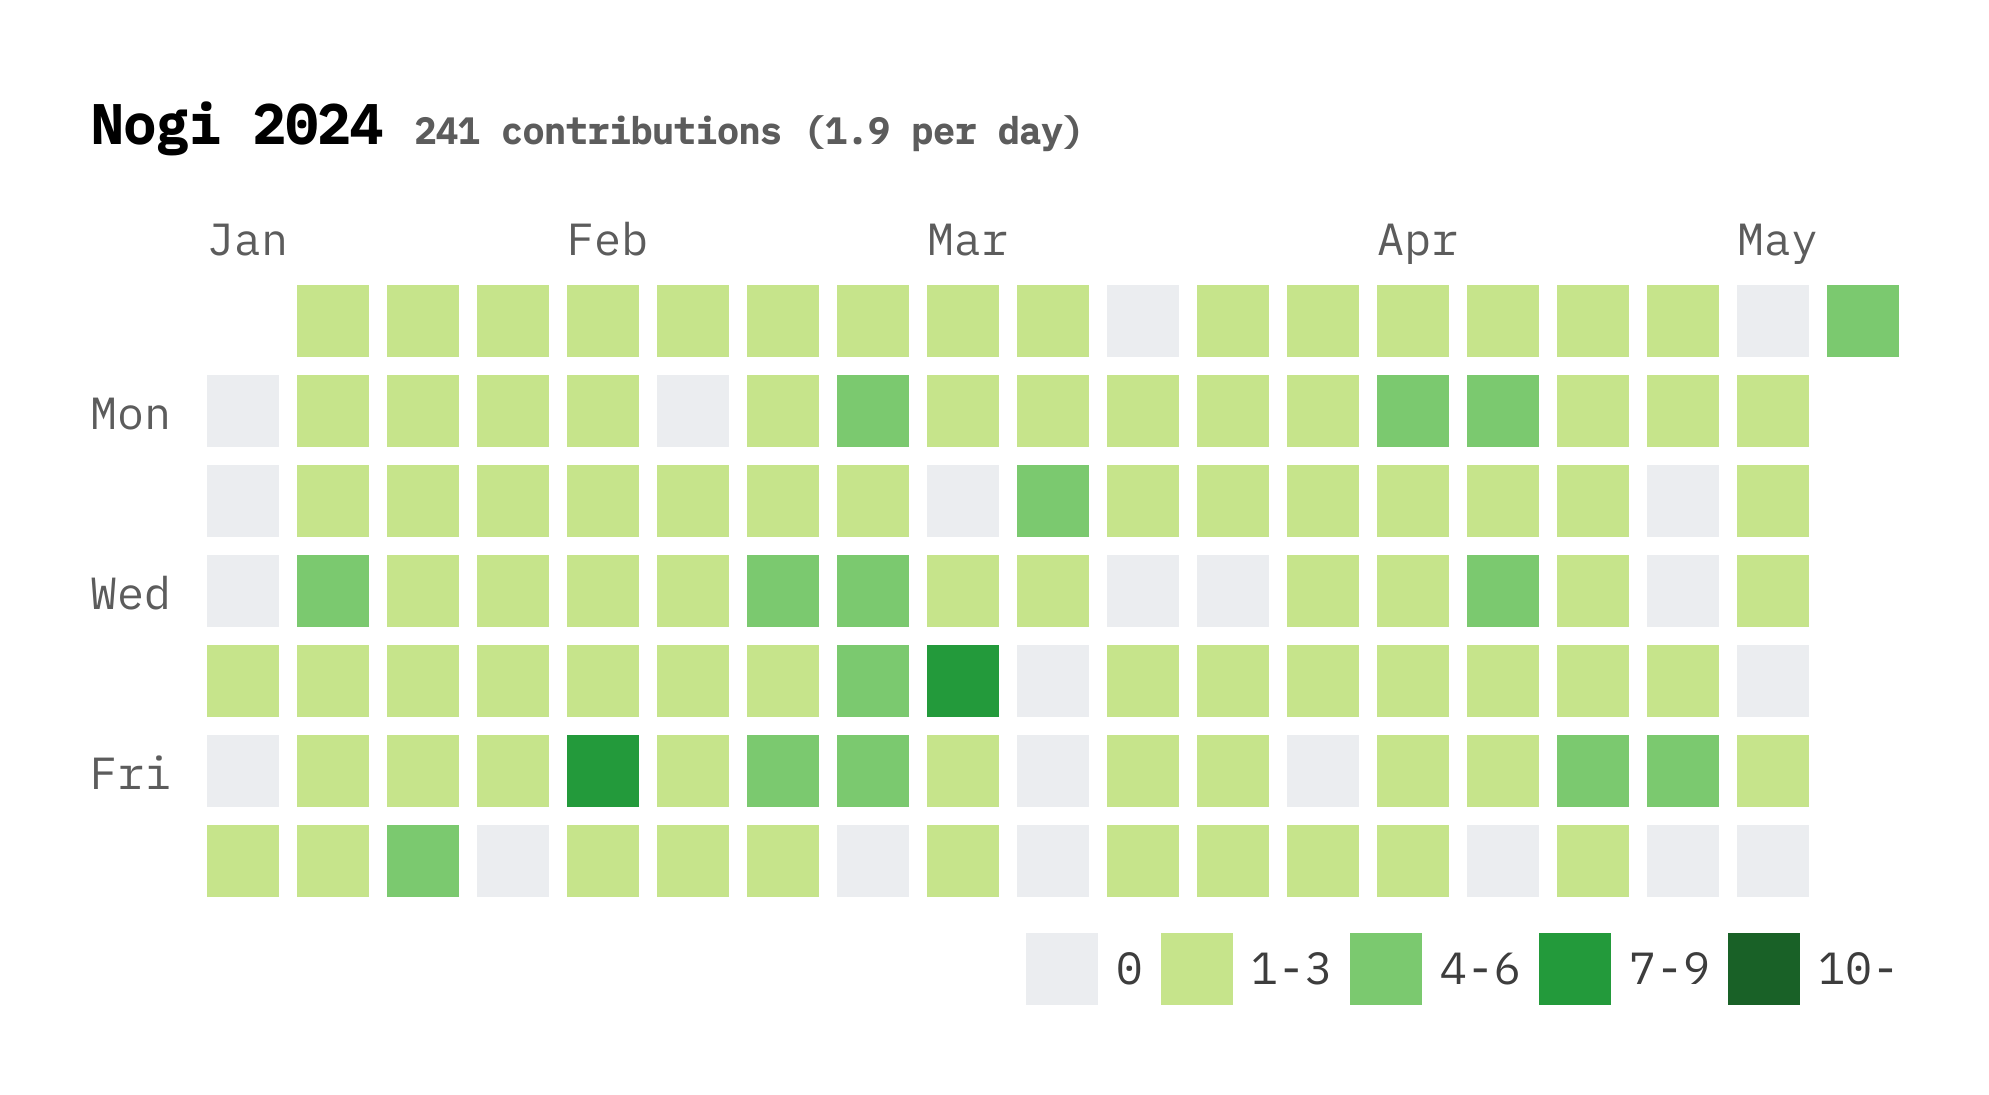 Nogi 2024 241 contributions (1.9 per day)
Jan Feb Mar Apr May
Mon
Wed
Fri
0 1-3 4-6 7-9 10-